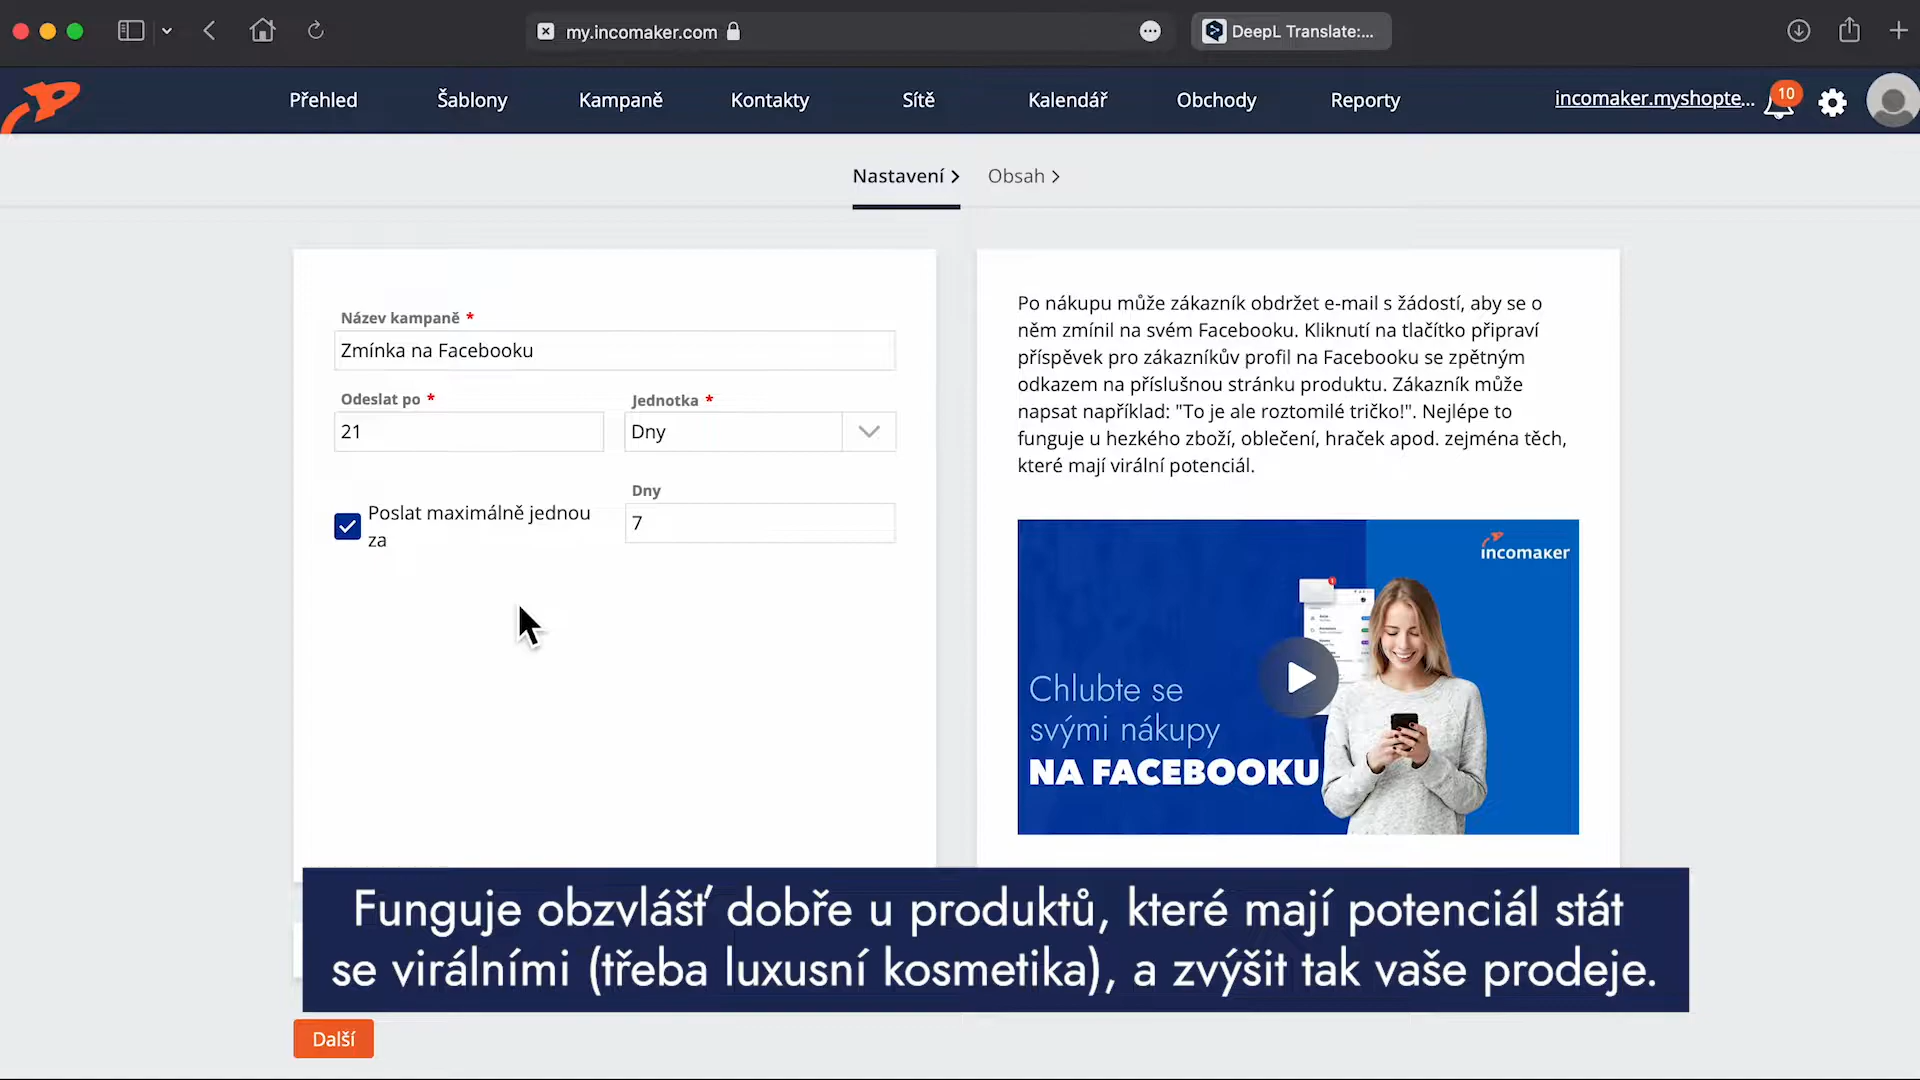 my.incomaker.com
DeepL Translate:...
Přehled
Šablony
Kampaně
Kontakty
Sítě
Kalendář
Obchody
Reporty
incomaker.myshopte...
10
Nastavení
Obsah
Název kampaně *
Zmínka na Facebooku
Odeslat po *
21
Jednotka *
Dny
Poslat maximálně jednou
za
Dny
7
Po nákupu může zákazník obdržet e-mail s žádostí, aby se o
něm zmínil na svém Facebooku. Kliknutí na tlačítko připraví
příspěvek pro zákazníkův profil na Facebooku se zpětným
odkazem na příslušnou stránku produktu. Zákazník může
napsat například: "To je ale roztomilé tričko!". Nejlépe to
funguje u hezkého zboží, oblečení, hraček apod. zejména těch,
které mají virální potenciál.
incomaker
Chlubte se
svými nákupy
NA FACEBOOKU
Funguje obzvlášť dobře u produktů, které mají potenciál stát
se virálními (třeba luxusní kosmetika), a zvýšit tak vaše prodeje.
Další